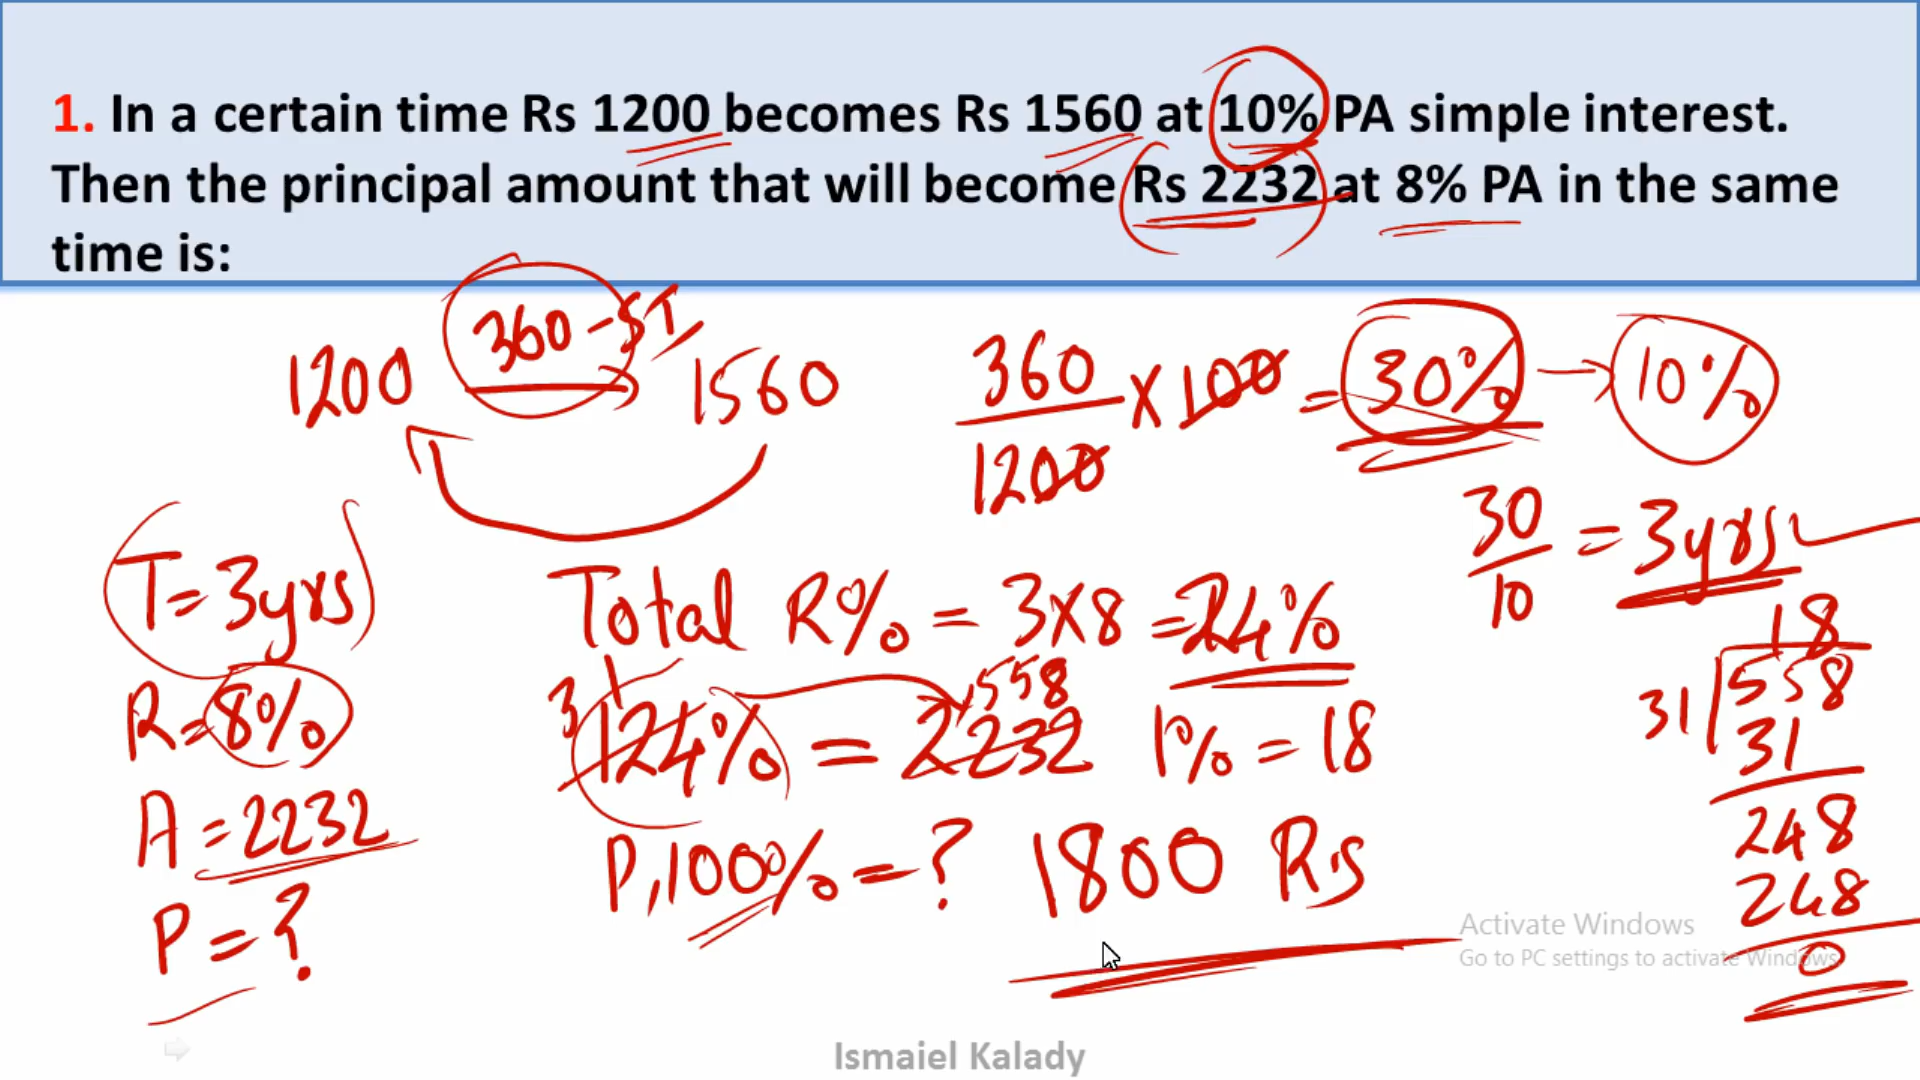 1. In a certain time Rs 1200 becomes Rs 1560 at 10% PA simple interest.
Then the principal amount that will become Rs 2232 at 8% PA in the same
time is:
1200 360 - SI 1560
360/1200 x 100 = 30% → 10%
30/10 = 3yrs
T = 3yrs
R = 8%
A = 2232
P = ?
Total R% = 3x8 = 24%
31 558
124% = 2232 1% = 18
P, 100% = ? 1800 Rs
18
31 558
31
248
248
0
Activate Windows
Go to PC settings to activate Windows.
Ismaiel Kalady